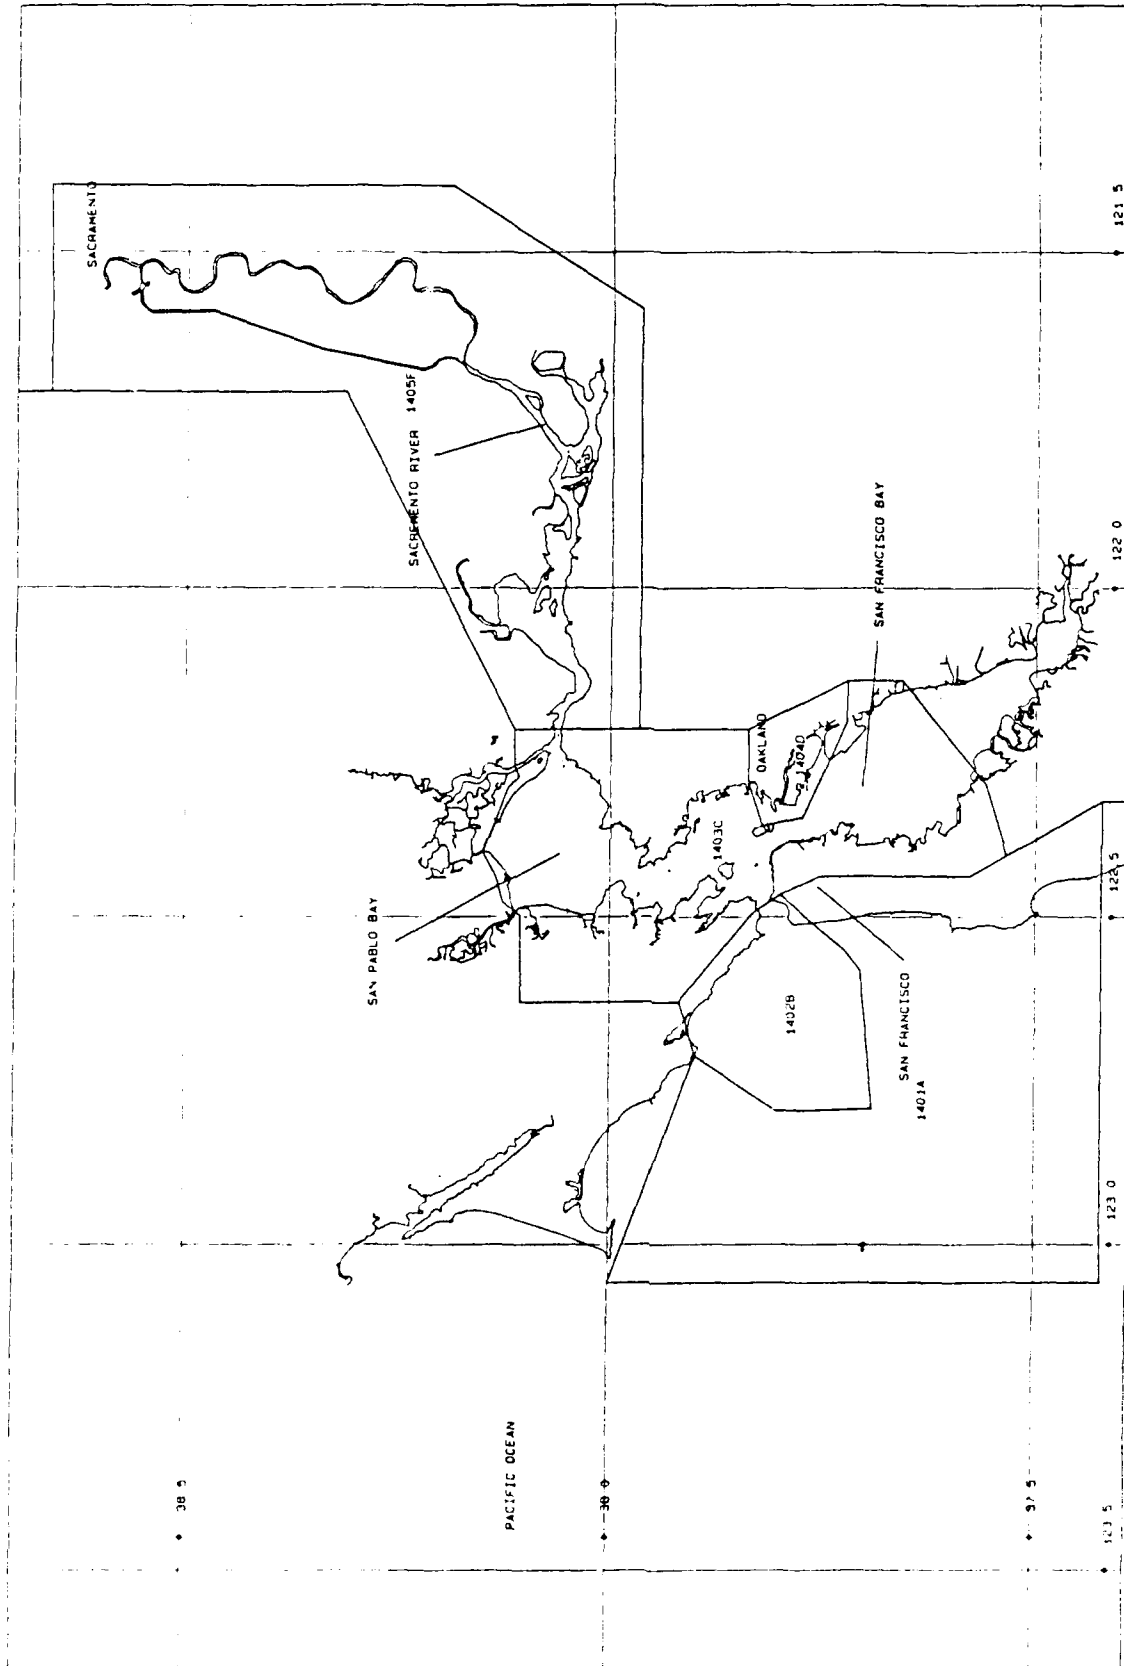 SACRAMENTO
SACREMENTO RIVER 1405F
SAN PABLO BAY
OAKLAND
1404D
1403C
SAN FRANCISCO BAY
1402B
SAN FRANCISCO
1401A
PACIFIC OCEAN
38 5
38 0
37 5
123 5
123 0
122 5
122 0
121 5